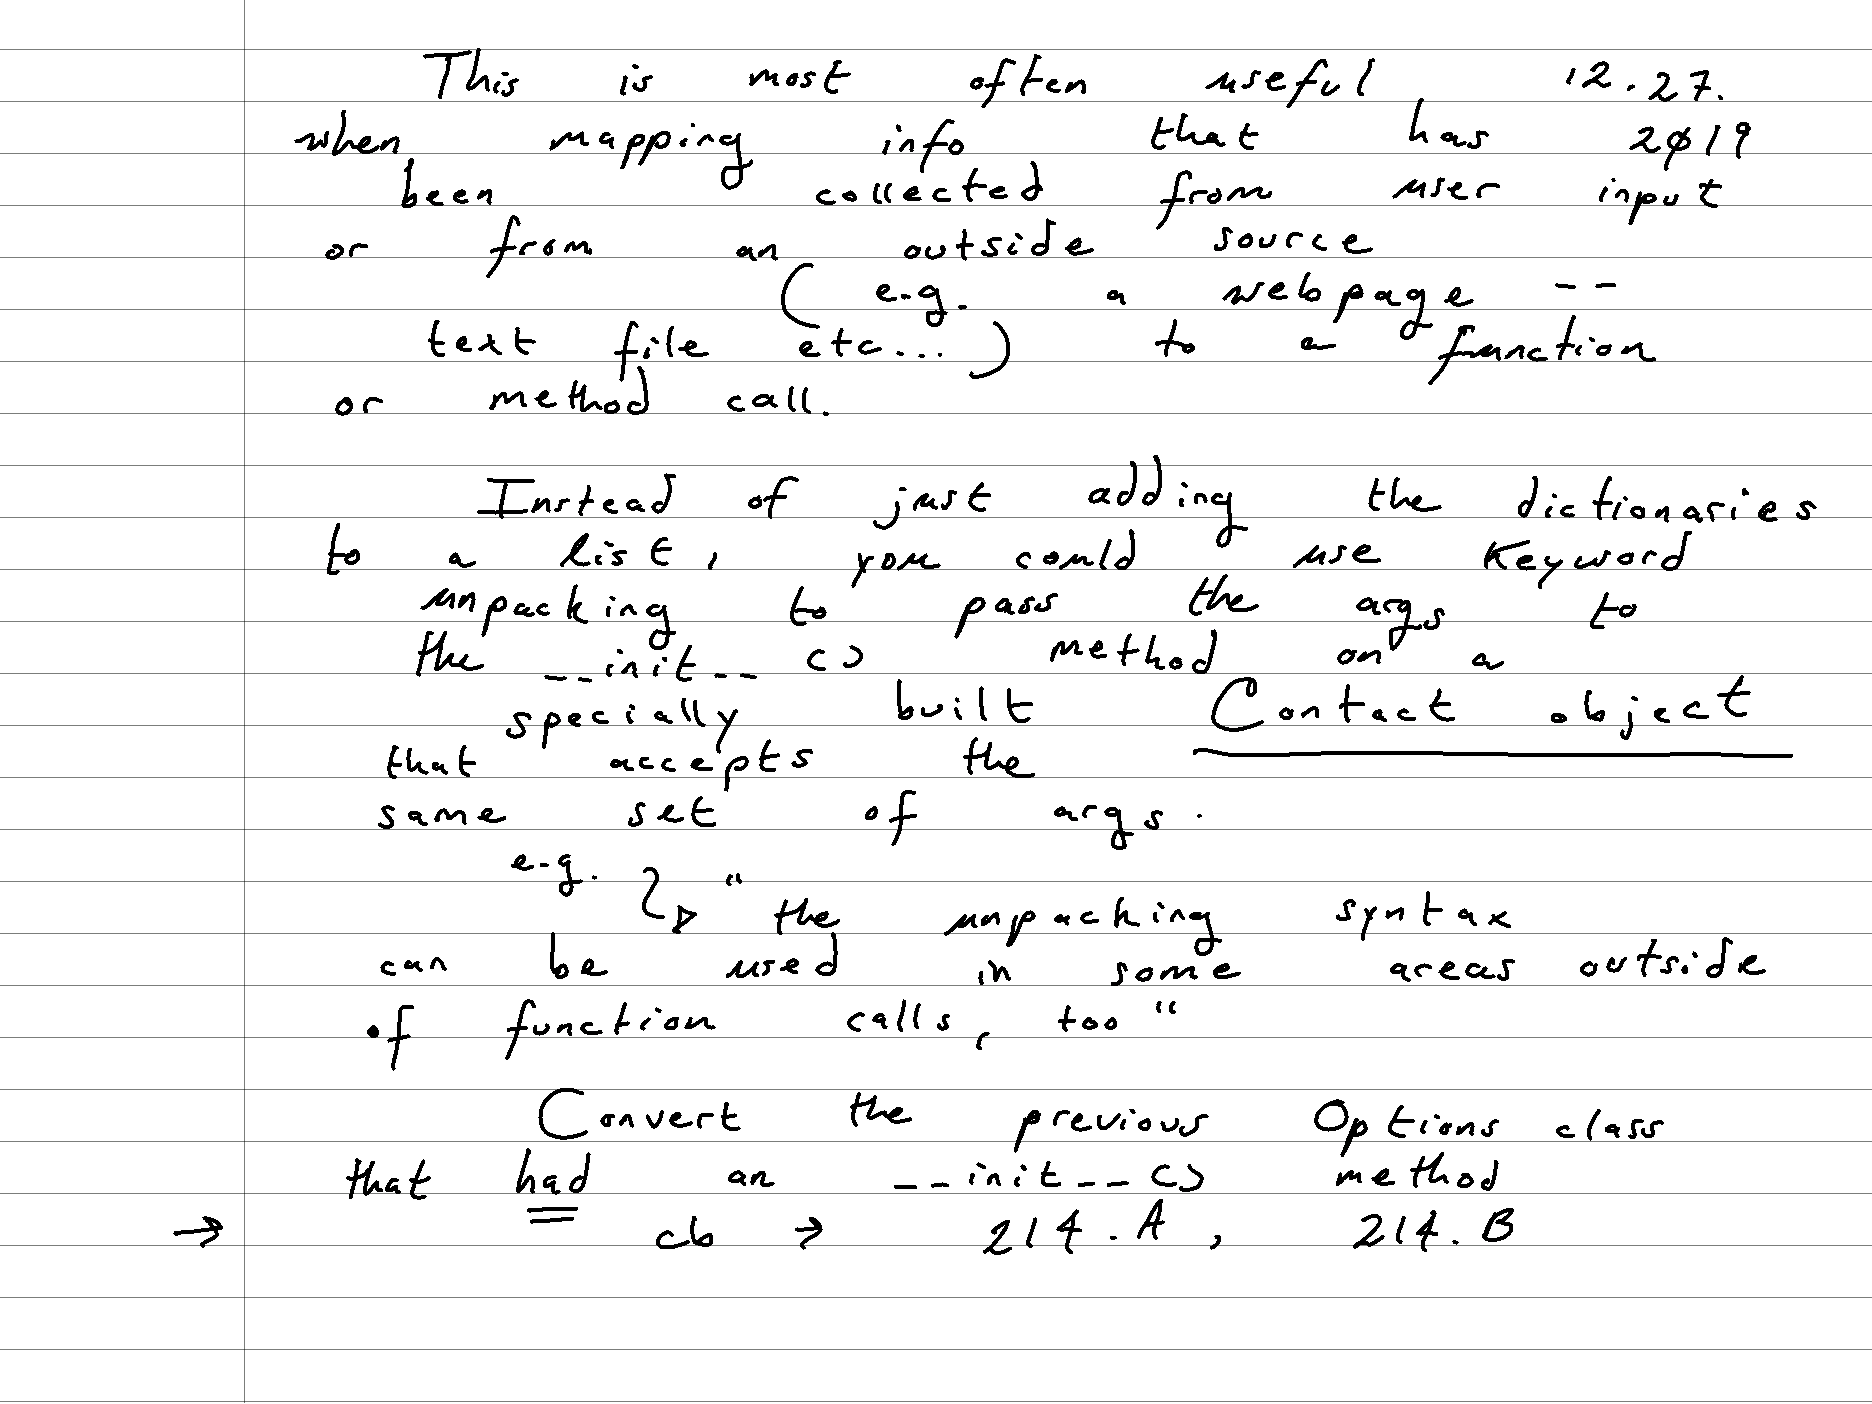 This is most often useful 12.27.
when mapping info that has 2019
been collected from user input
or from an outside source
(e.g. a webpage --
text file etc...) to a function
or method call.
Instead of just adding the dictionaries
to a list, you could use keyword
unpacking to pass the args to
the __init__() method on a
specially built Contact object
that accepts the
same set of args.
e.g. "the unpacking syntax
can be used in some areas outside
of function calls, too"
Convert the previous Options class
that had an __init__() method
→ cb → 214.A, 214.B